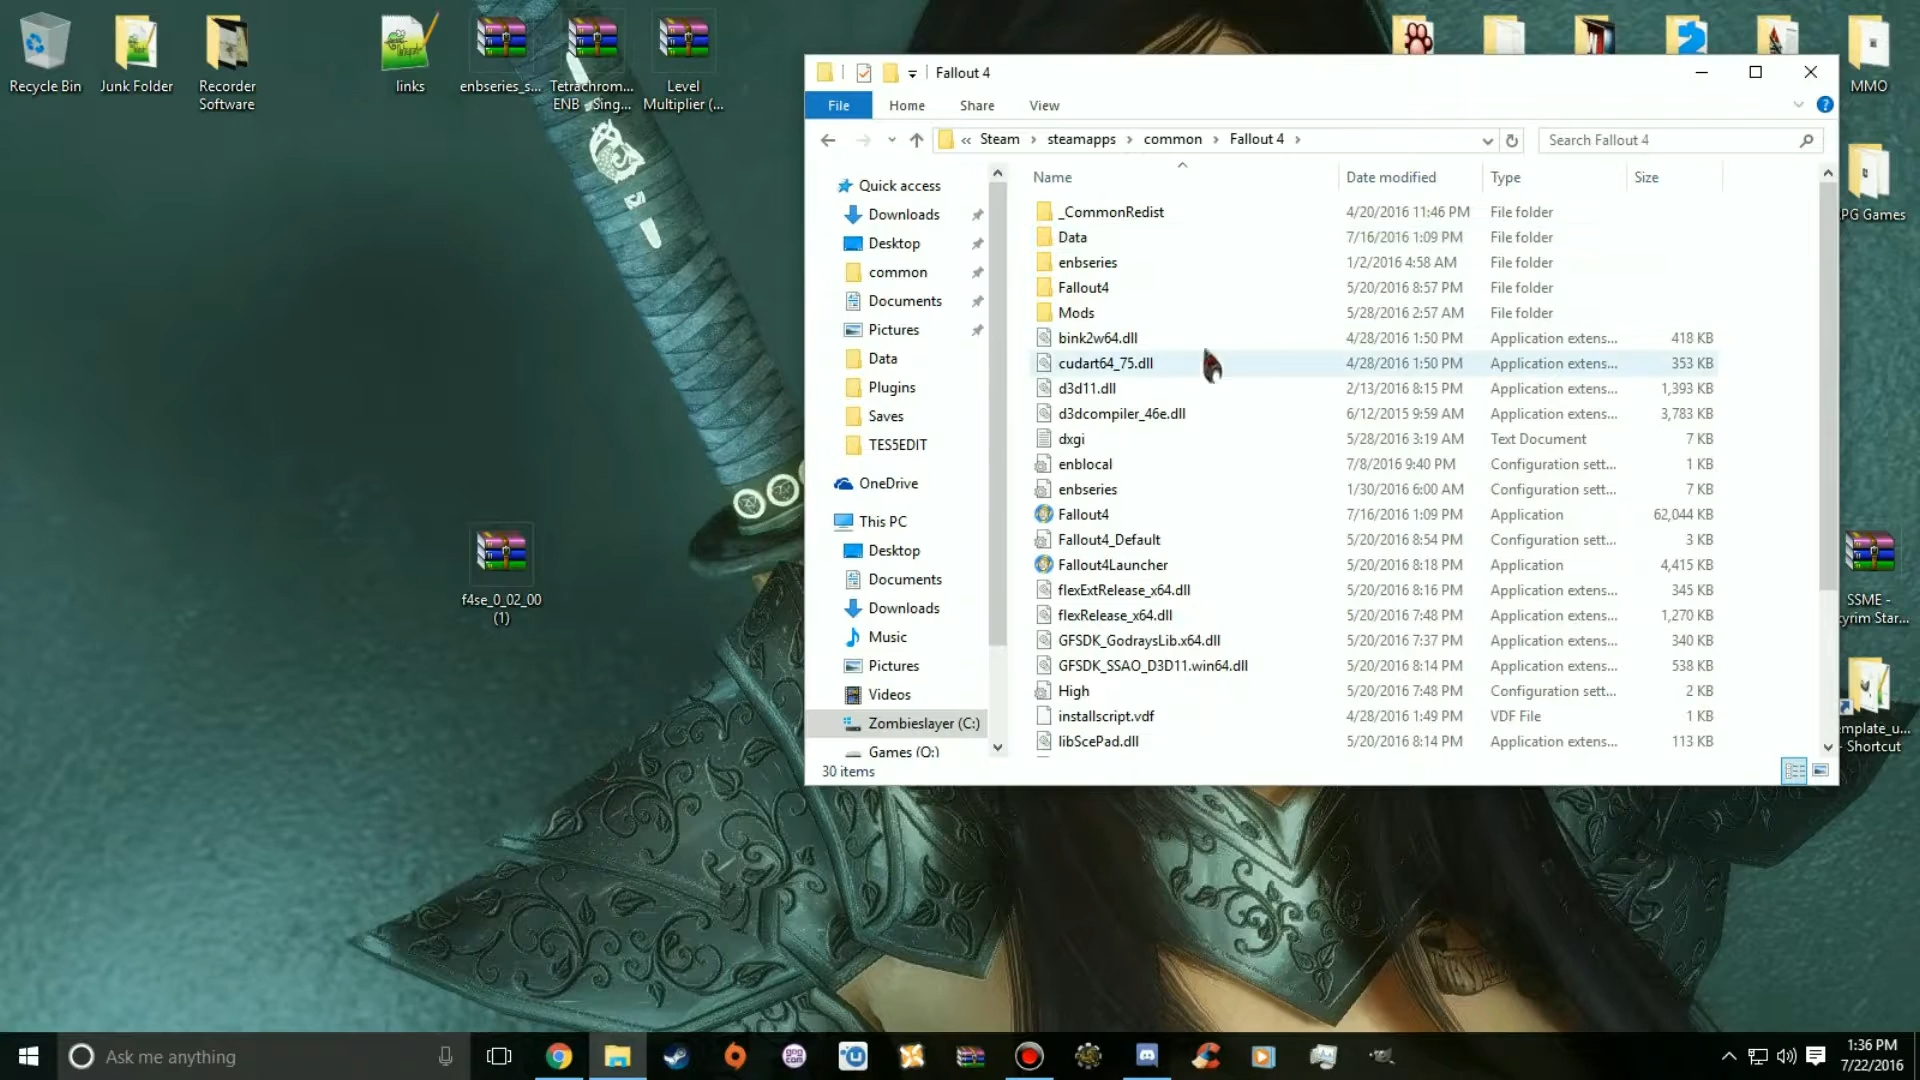 Recycle Bin
Junk Folder
Recorder
Software
links
enbseries_s...
Tetrachrom...
ENB - Sing...
Level
Multiplier (...
f4se_0_02_00
(1)
MMO
PG Games
SSME -
yrim Star...
mplate_u...
- Shortcut
Fallout 4
File
Home
Share
View
« Steam › steamapps › common › Fallout 4 ›
Search Fallout 4
Quick access
Downloads
Desktop
common
Documents
Pictures
Data
Plugins
Saves
TES5EDIT
OneDrive
This PC
Desktop
Documents
Downloads
Music
Pictures
Videos
Zombieslayer (C:)
Games (O:)
Name Date modified Type Size
_CommonRedist 4/20/2016 11:46 PM File folder
Data 7/16/2016 1:09 PM File folder
enbseries 1/2/2016 4:58 AM File folder
Fallout4 5/20/2016 8:57 PM File folder
Mods 5/28/2016 2:57 AM File folder
bink2w64.dll 4/28/2016 1:50 PM Application extens... 418 KB
cudart64_75.dll 4/28/2016 1:50 PM Application extens... 353 KB
d3d11.dll 2/13/2016 8:15 PM Application extens... 1,393 KB
d3dcompiler_46e.dll 6/12/2015 9:59 AM Application extens... 3,783 KB
dxgi 5/28/2016 3:19 AM Text Document 7 KB
enblocal 7/8/2016 9:40 PM Configuration sett... 1 KB
enbseries 1/30/2016 6:00 AM Configuration sett... 7 KB
Fallout4 7/16/2016 1:09 PM Application 62,044 KB
Fallout4_Default 5/20/2016 8:54 PM Configuration sett... 3 KB
Fallout4Launcher 5/20/2016 8:18 PM Application 4,415 KB
flexExtRelease_x64.dll 5/20/2016 8:16 PM Application extens... 345 KB
flexRelease_x64.dll 5/20/2016 7:48 PM Application extens... 1,270 KB
GFSDK_GodraysLib.x64.dll 5/20/2016 7:37 PM Application extens... 340 KB
GFSDK_SSAO_D3D11.win64.dll 5/20/2016 8:14 PM Application extens... 538 KB
High 5/20/2016 7:48 PM Configuration sett... 2 KB
installscript.vdf 4/28/2016 1:49 PM VDF File 1 KB
libScePad.dll 5/20/2016 8:14 PM Application extens... 113 KB
30 items
Ask me anything
1:36 PM
7/22/2016